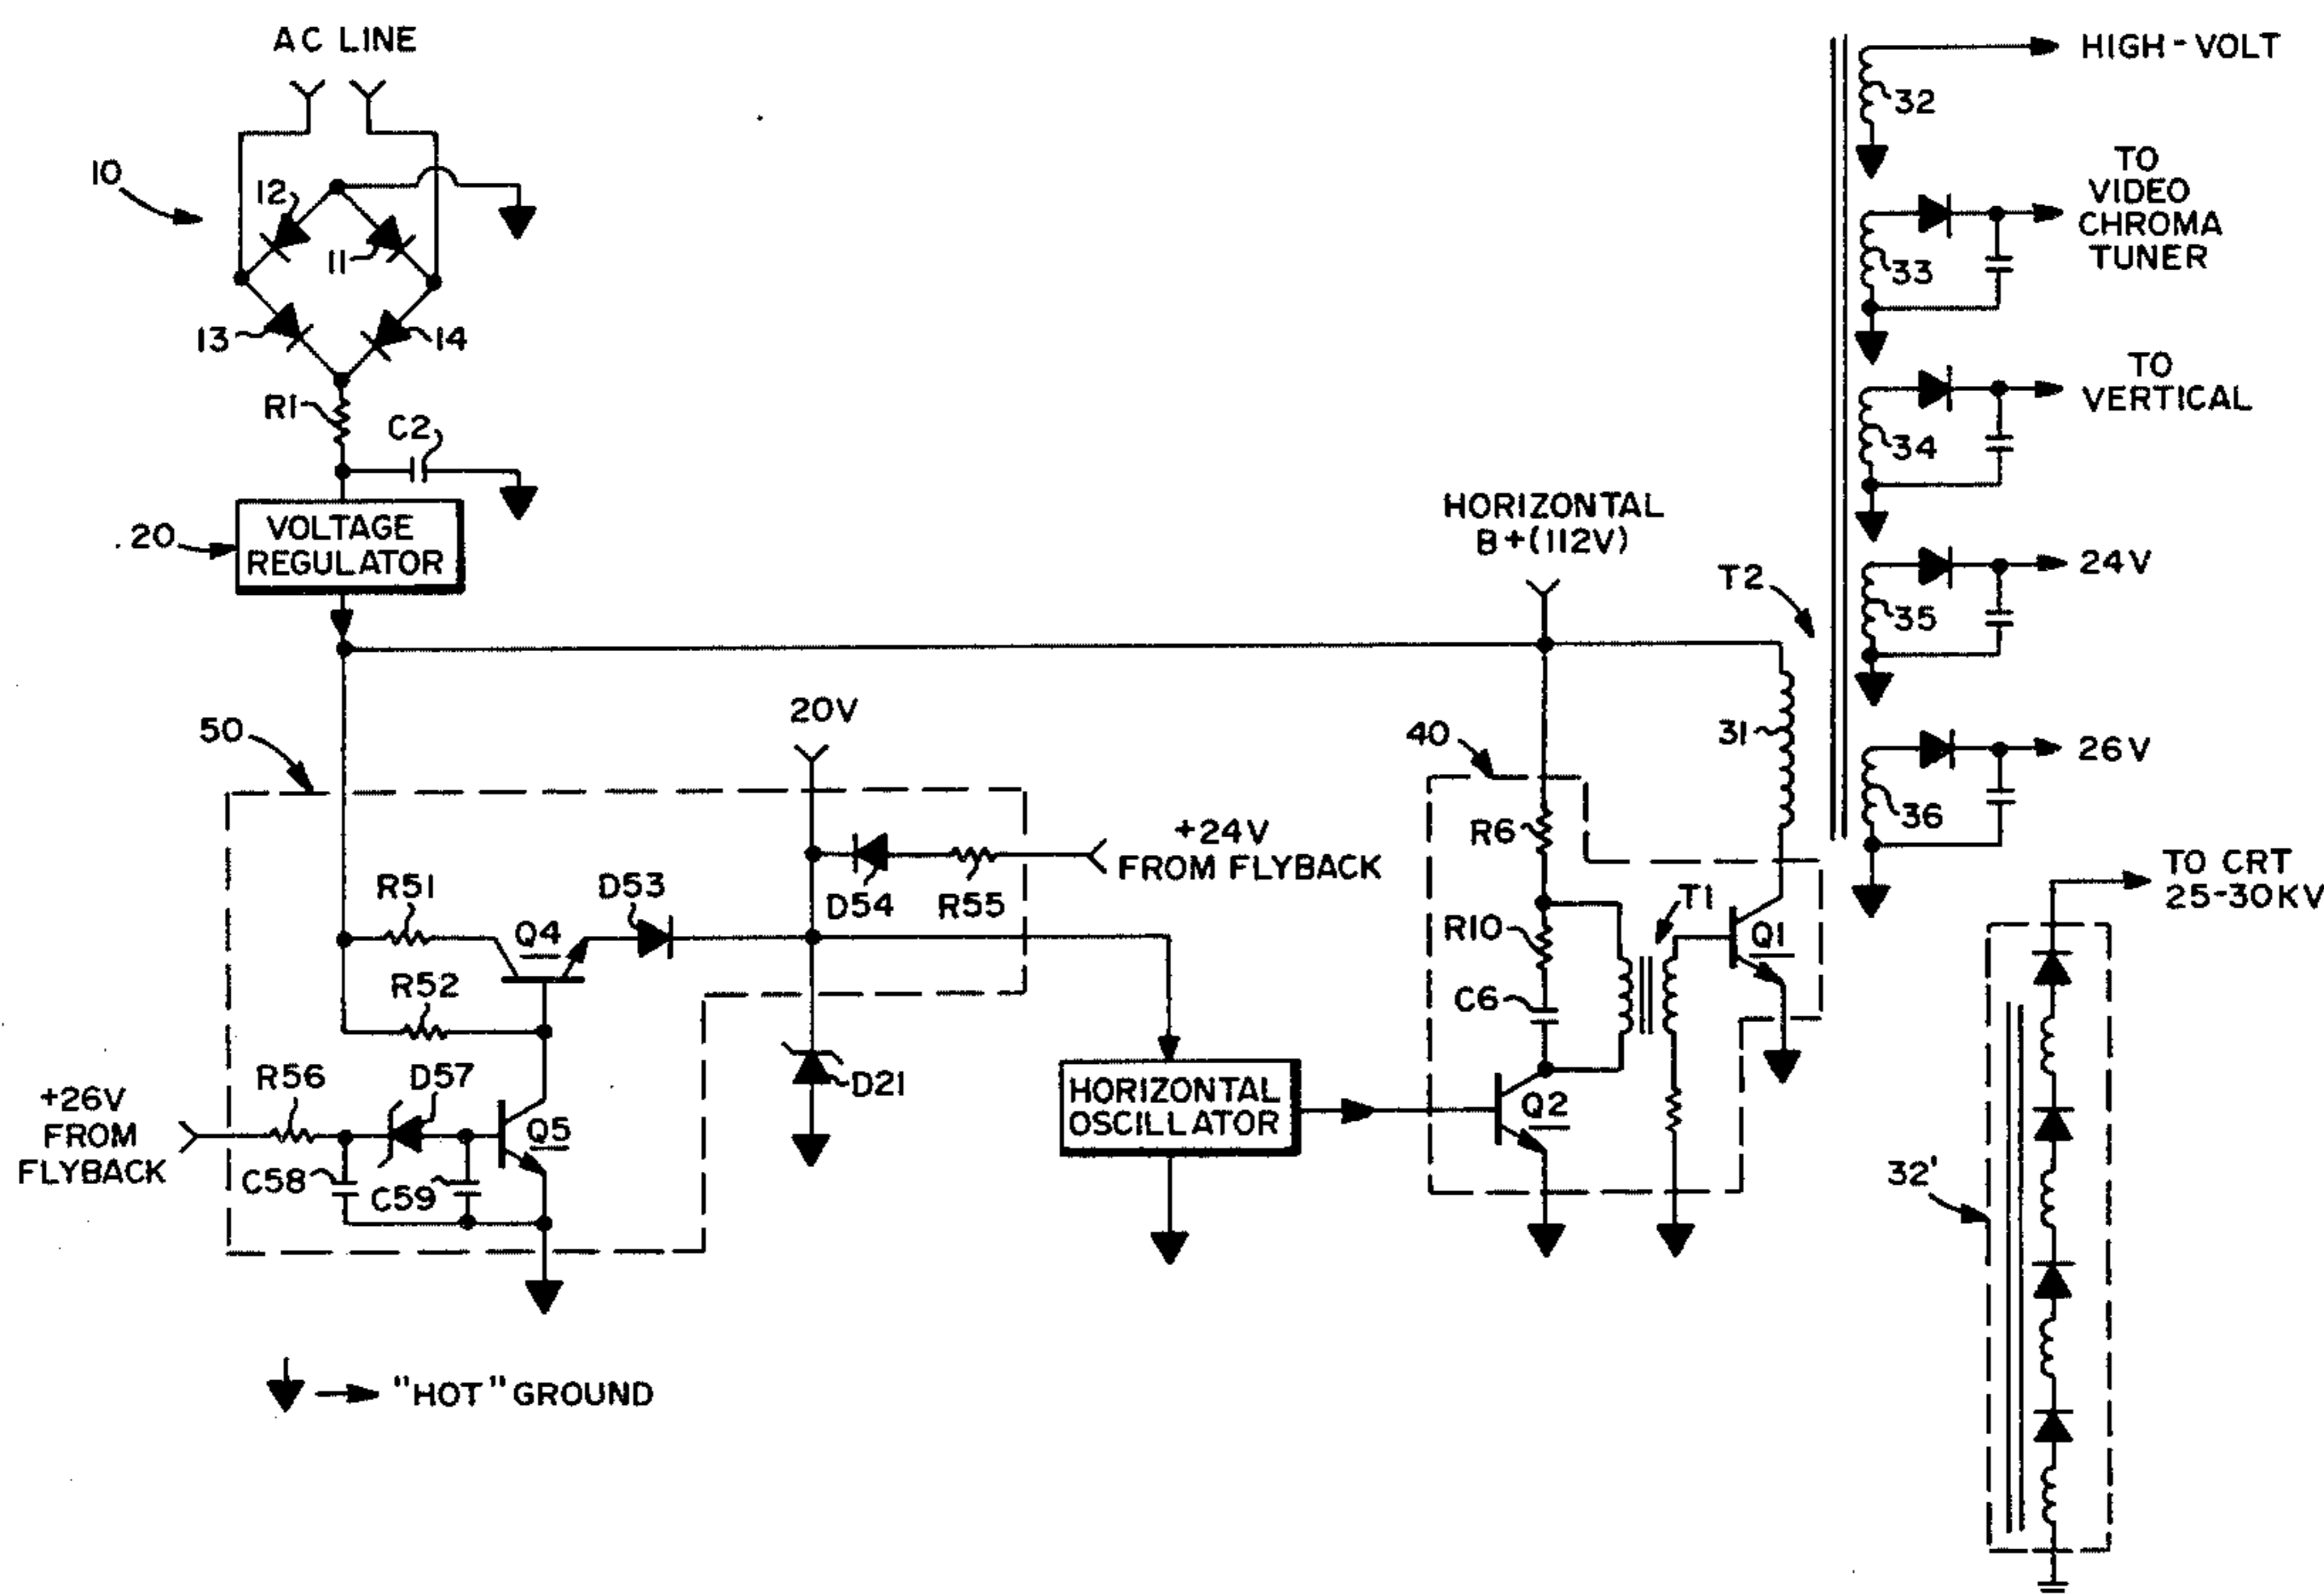 AC LINE
10
12
11
13
14
R1
C2
20
VOLTAGE
REGULATOR
HIGH-VOLT
32
TO
VIDEO
CHROMA
TUNER
33
TO
VERTICAL
34
HORIZONTAL
B+(112V)
T2
24V
35
31
26V
36
50
20V
40
+24V
FROM FLYBACK
R6
R51
D53
D54
R55
Q4
R52
R10
T1
Q1
C6
TO CRT
25-30KV
+26V
FROM
FLYBACK
R56
D57
Q5
C58
C59
D21
HORIZONTAL
OSCILLATOR
Q2
32'
"HOT" GROUND